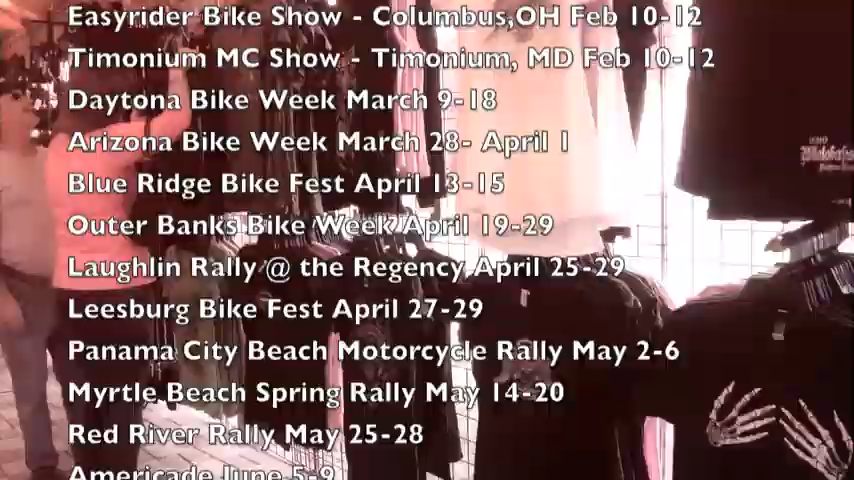 Easyrider Bike Show - Columbus,OH Feb 10-12
Timonium MC Show - Timonium, MD Feb 10-12
Daytona Bike Week March 9-18
Arizona Bike Week March 28- April 1
Blue Ridge Bike Fest April 13-15
Outer Banks Bike Week April 19-29
Laughlin Rally @ the Regency April 25-29
Leesburg Bike Fest April 27-29
Panama City Beach Motorcycle Rally May 2-6
Myrtle Beach Spring Rally May 14-20
Red River Rally May 25-28
Americade June 5-9